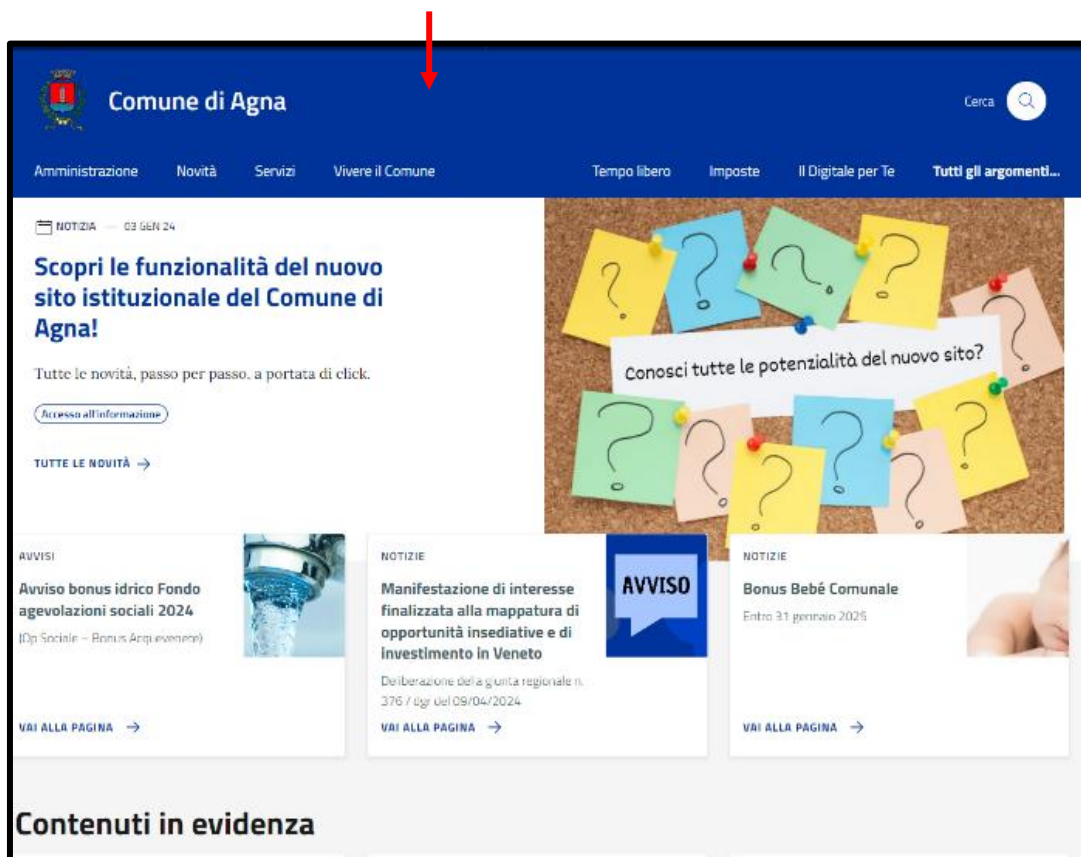 Comune di Agna
Cerca
Amministrazione Novità Servizi Vivere il Comune Tempo libero Imposte Il Digitale per Te Tutti gli argomenti...
NOTIZIA — 03 GEN 24
Scopri le funzionalità del nuovo
sito istituzionale del Comune di
Agna!
Tutte le novità, passo per passo, a portata di click.
Accesso all'informazione
TUTTE LE NOVITÀ →
? ? ? ? ?
Conosci tutte le potenzialità del nuovo sito?
? ? ? ? ? ?
AVVISI
Avviso bonus idrico Fondo
agevolazioni sociali 2024
(Op Sociale – Bonus Acquevenete)
VAI ALLA PAGINA →
NOTIZIE
Manifestazione di interesse
finalizzata alla mappatura di
opportunità insediative e di
investimento in Veneto
Deliberazione della giunta regionale n.
376 / dgr del 09/04/2024
VAI ALLA PAGINA →
AVVISO
NOTIZIE
Bonus Bebé Comunale
Entro 31 gennaio 2025
VAI ALLA PAGINA →
Contenuti in evidenza